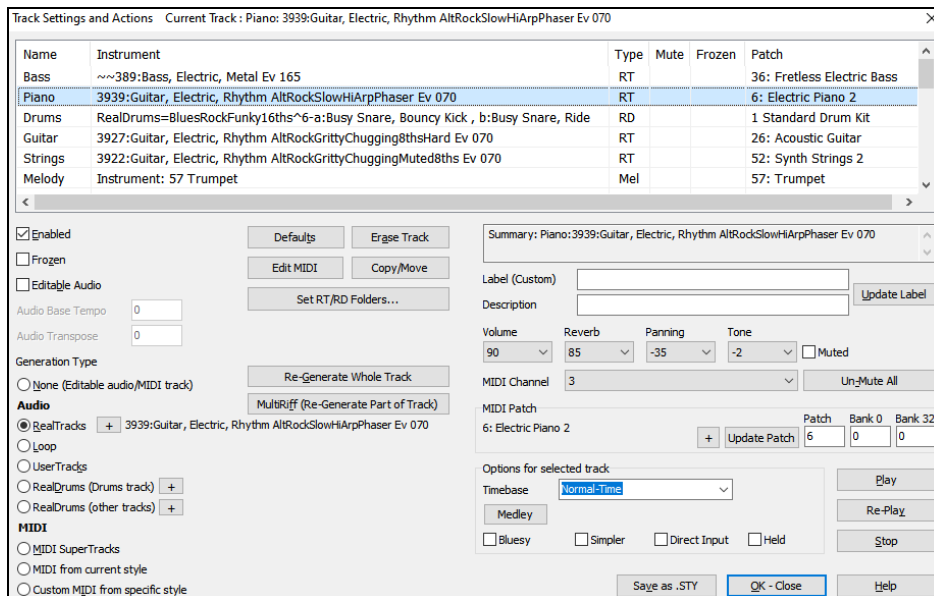 Track Settings and Actions Current Track : Piano: 3939:Guitar, Electric, Rhythm AltRockSlowHiArpPhaser Ev 070
Name Instrument Type Mute Frozen Patch
Bass ~~389:Bass, Electric, Metal Ev 165 RT 36: Fretless Electric Bass
Piano 3939:Guitar, Electric, Rhythm AltRockSlowHiArpPhaser Ev 070 RT 6: Electric Piano 2
Drums RealDrums=BluesRockFunky16ths^6-a:Busy Snare, Bouncy Kick , b:Busy Snare, Ride RD 1 Standard Drum Kit
Guitar 3927:Guitar, Electric, Rhythm AltRockGrittyChugging8thsHard Ev 070 RT 26: Acoustic Guitar
Strings 3922:Guitar, Electric, Rhythm AltRockGrittyChuggingMuted8ths Ev 070 RT 52: Synth Strings 2
Melody Instrument: 57 Trumpet Mel 57: Trumpet
Enabled
Frozen
Editable Audio
Audio Base Tempo 0
Audio Transpose 0
Generation Type
None (Editable audio/MIDI track)
Audio
RealTracks + 3939:Guitar, Electric, Rhythm AltRockSlowHiArpPhaser Ev 070
Loop
UserTracks
RealDrums (Drums track) +
RealDrums (other tracks) +
MIDI
MIDI SuperTracks
MIDI from current style
Custom MIDI from specific style
Defaults Erase Track
Edit MIDI Copy/Move
Set RT/RD Folders...
Re-Generate Whole Track
MultiRiff (Re-Generate Part of Track)
Summary: Piano:3939:Guitar, Electric, Rhythm AltRockSlowHiArpPhaser Ev 070
Label (Custom)
Description
Update Label
Volume Reverb Panning Tone
90 85 -35 -2 Muted
MIDI Channel 3 Un-Mute All
MIDI Patch
Patch Bank 0 Bank 32
6: Electric Piano 2 + Update Patch 6 0 0
Options for selected track
Timebase Normal-Time
Medley
Bluesy Simpler Direct Input Held
Play
Re-Play
Stop
Save as .STY OK - Close Help